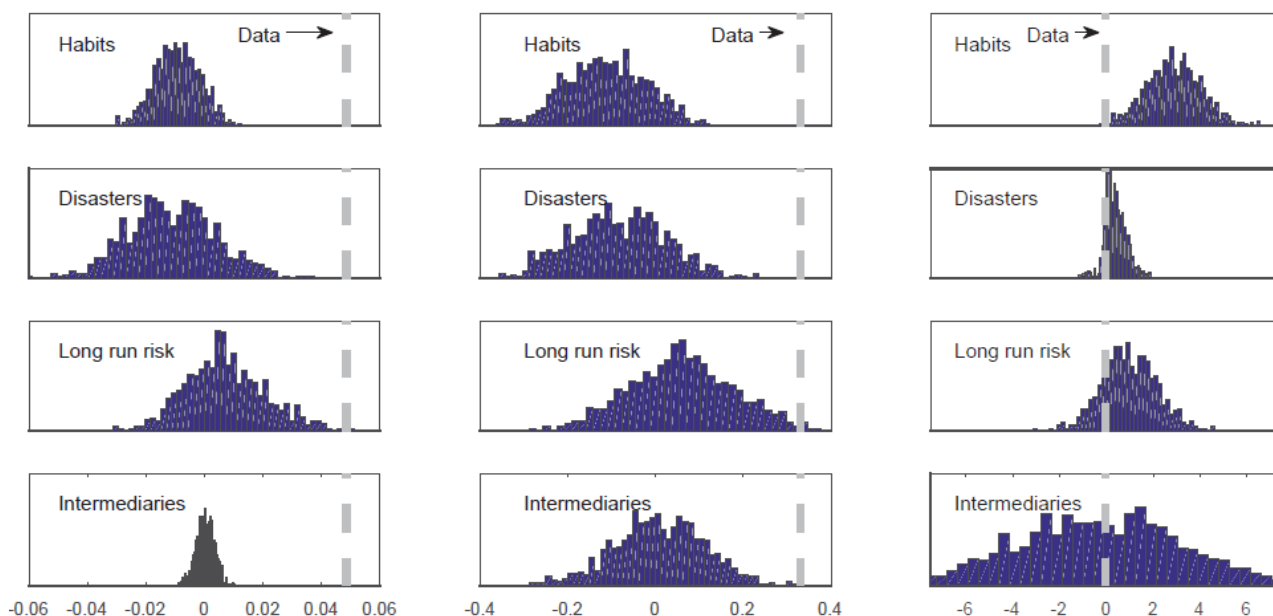 Habits Data Data Habits Data
Habits
Disasters Disasters Disasters
Long run risk Long run risk Long run risk
Intermediaries Intermediaries Intermediaries
-0.06 -0.04 -0.02 0 0.02 0.04 0.06 -0.4 -0.2 0 0.2 0.4 -6 -4 -2 0 2 4 6